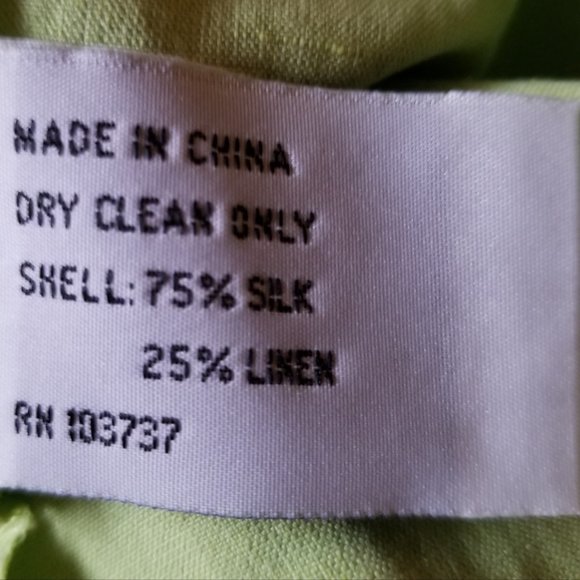 MADE IN CHINA
DRY CLEAN ONLY
SHELL: 75% SILK
25% LINEN
RN 103737